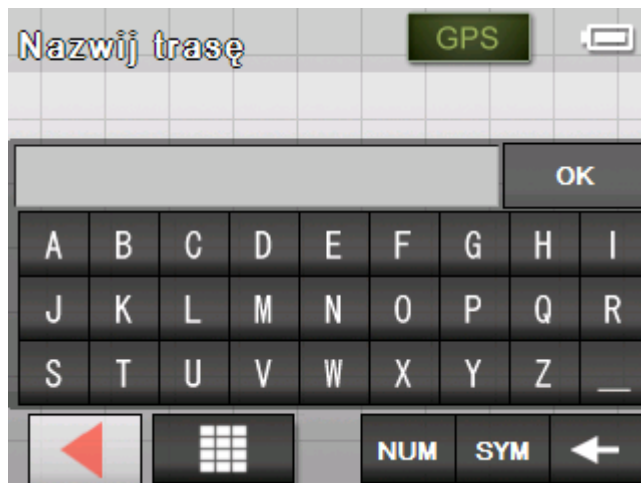 Nazwij trasę GPS
OK
A B C D E F G H I
J K L M N O P Q R
S T U V W X Y Z _
NUM SYM